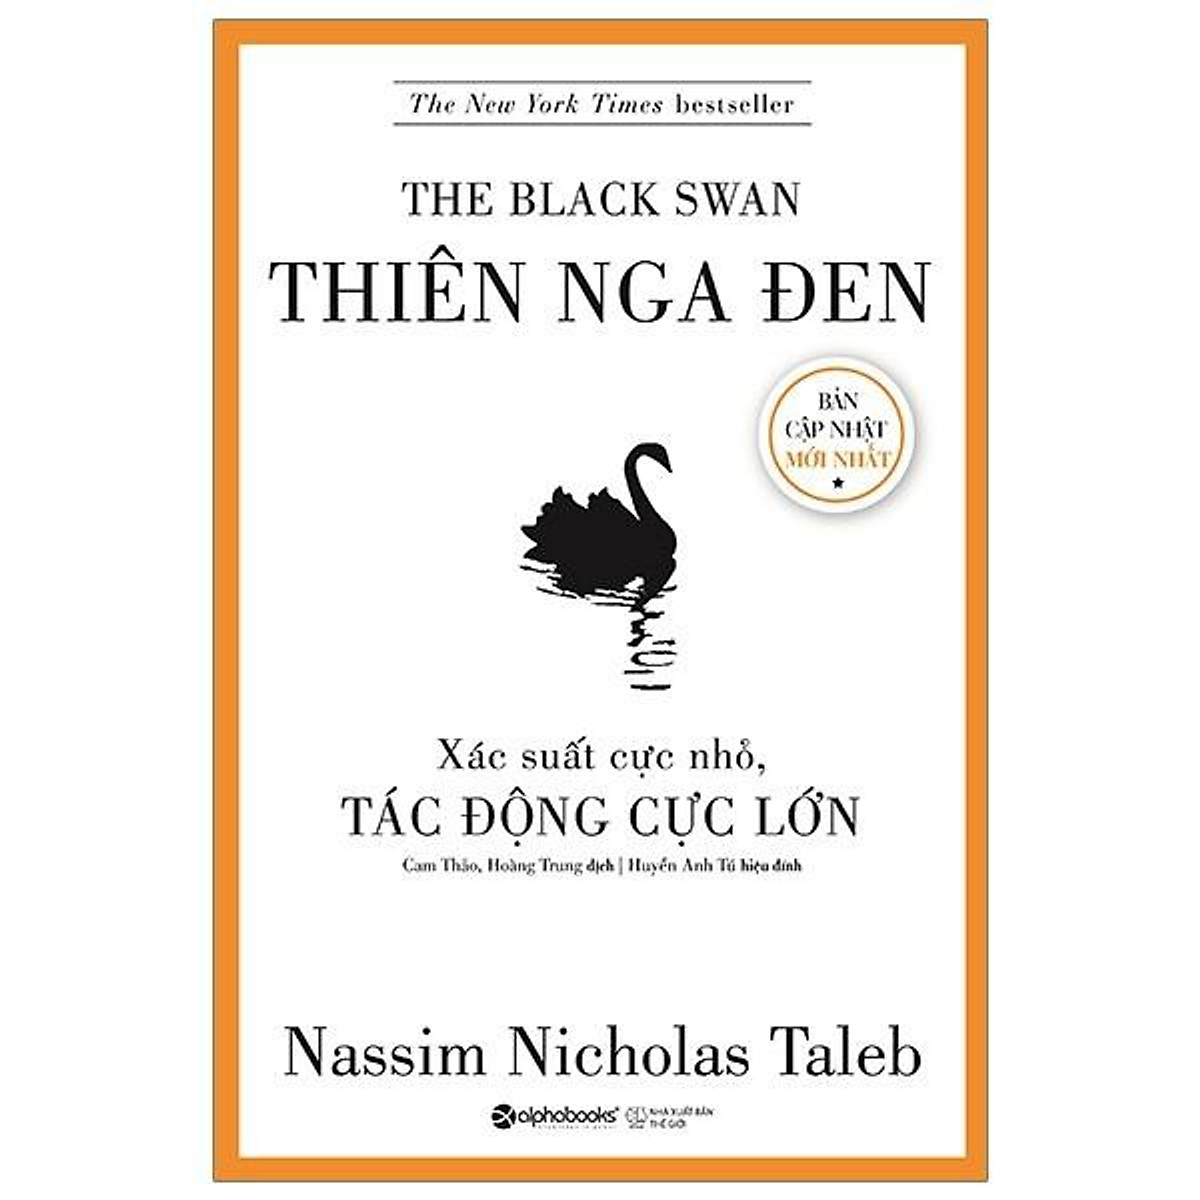 The New York Times bestseller
THE BLACK SWAN
THIÊN NGA ĐEN
BẢN
CẬP NHẬT
MỚI NHẤT
Xác suất cực nhỏ,
TÁC ĐỘNG CỰC LỚN
Cam Thảo, Hoàng Trung dịch | Huyền Anh Tú hiệu đính
Nassim Nicholas Taleb
alphabooks®
NHÀ XUẤT BẢN
THẾ GIỚI